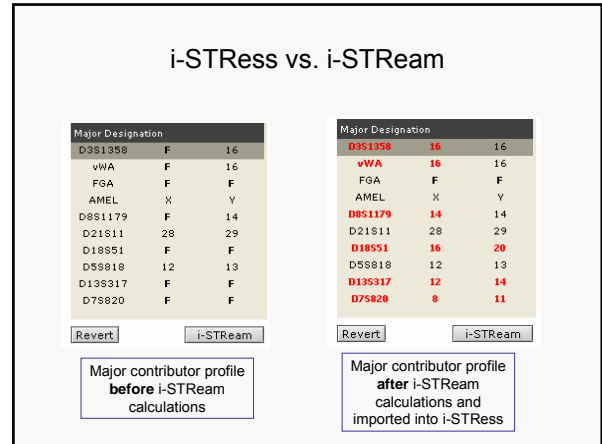 i-STRess vs. i-STReam
Major Designation
D3S1358 F 16
vWA F 16
FGA F F
AMEL X Y
D8S1179 F 14
D21S11 28 29
D18S51 F F
D5S818 12 13
D13S317 F F
D7S820 F F
Revert i-STReam
Major contributor profile
before i-STReam
calculations
Major Designation
D3S1358 16 16
vWA 16 16
FGA F F
AMEL X Y
D8S1179 14 14
D21S11 28 29
D18S51 16 20
D5S818 12 13
D13S317 12 14
D7S820 8 11
Revert i-STReam
Major contributor profile
after i-STReam
calculations and
imported into i-STRess